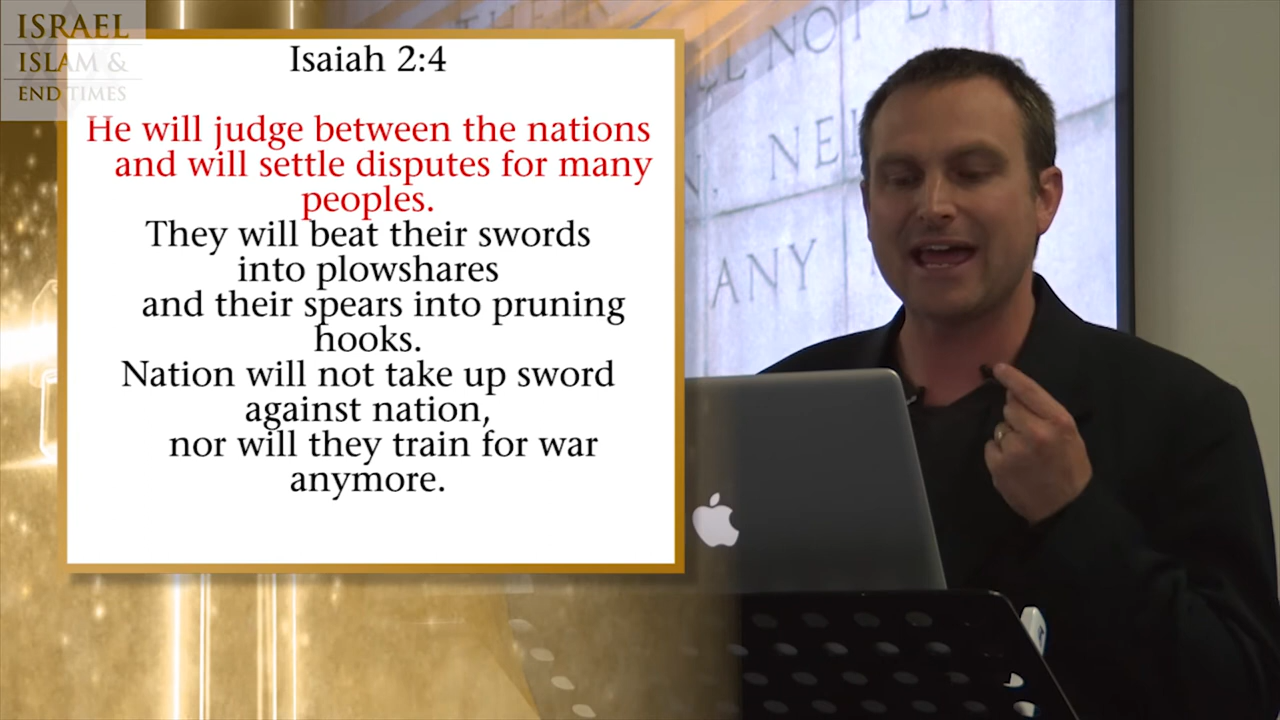 ISRAEL
ISLAM &
END TIMES
Isaiah 2:4
He will judge between the nations
and will settle disputes for many
peoples.
They will beat their swords
into plowshares
and their spears into pruning
hooks.
Nation will not take up sword
against nation,
nor will they train for war
anymore.
NOT
ANY